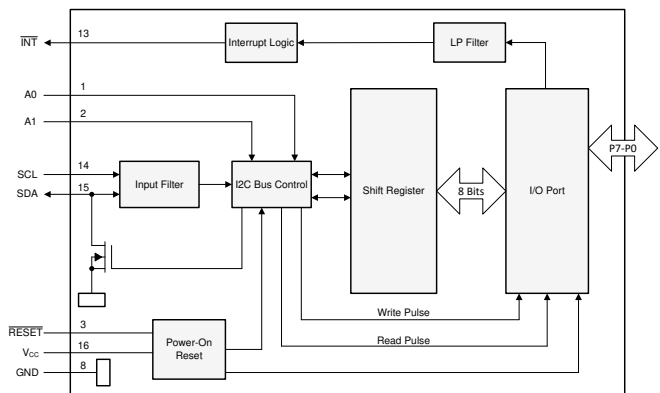 INT 13 Interrupt Logic LP Filter
A0 1
A1 2
SCL 14
SDA 15
Input Filter
I2C Bus Control
Shift Register
8 Bits
I/O Port
P7-P0
Write Pulse
Read Pulse
RESET 3
VCC 16
GND 8
Power-On
Reset